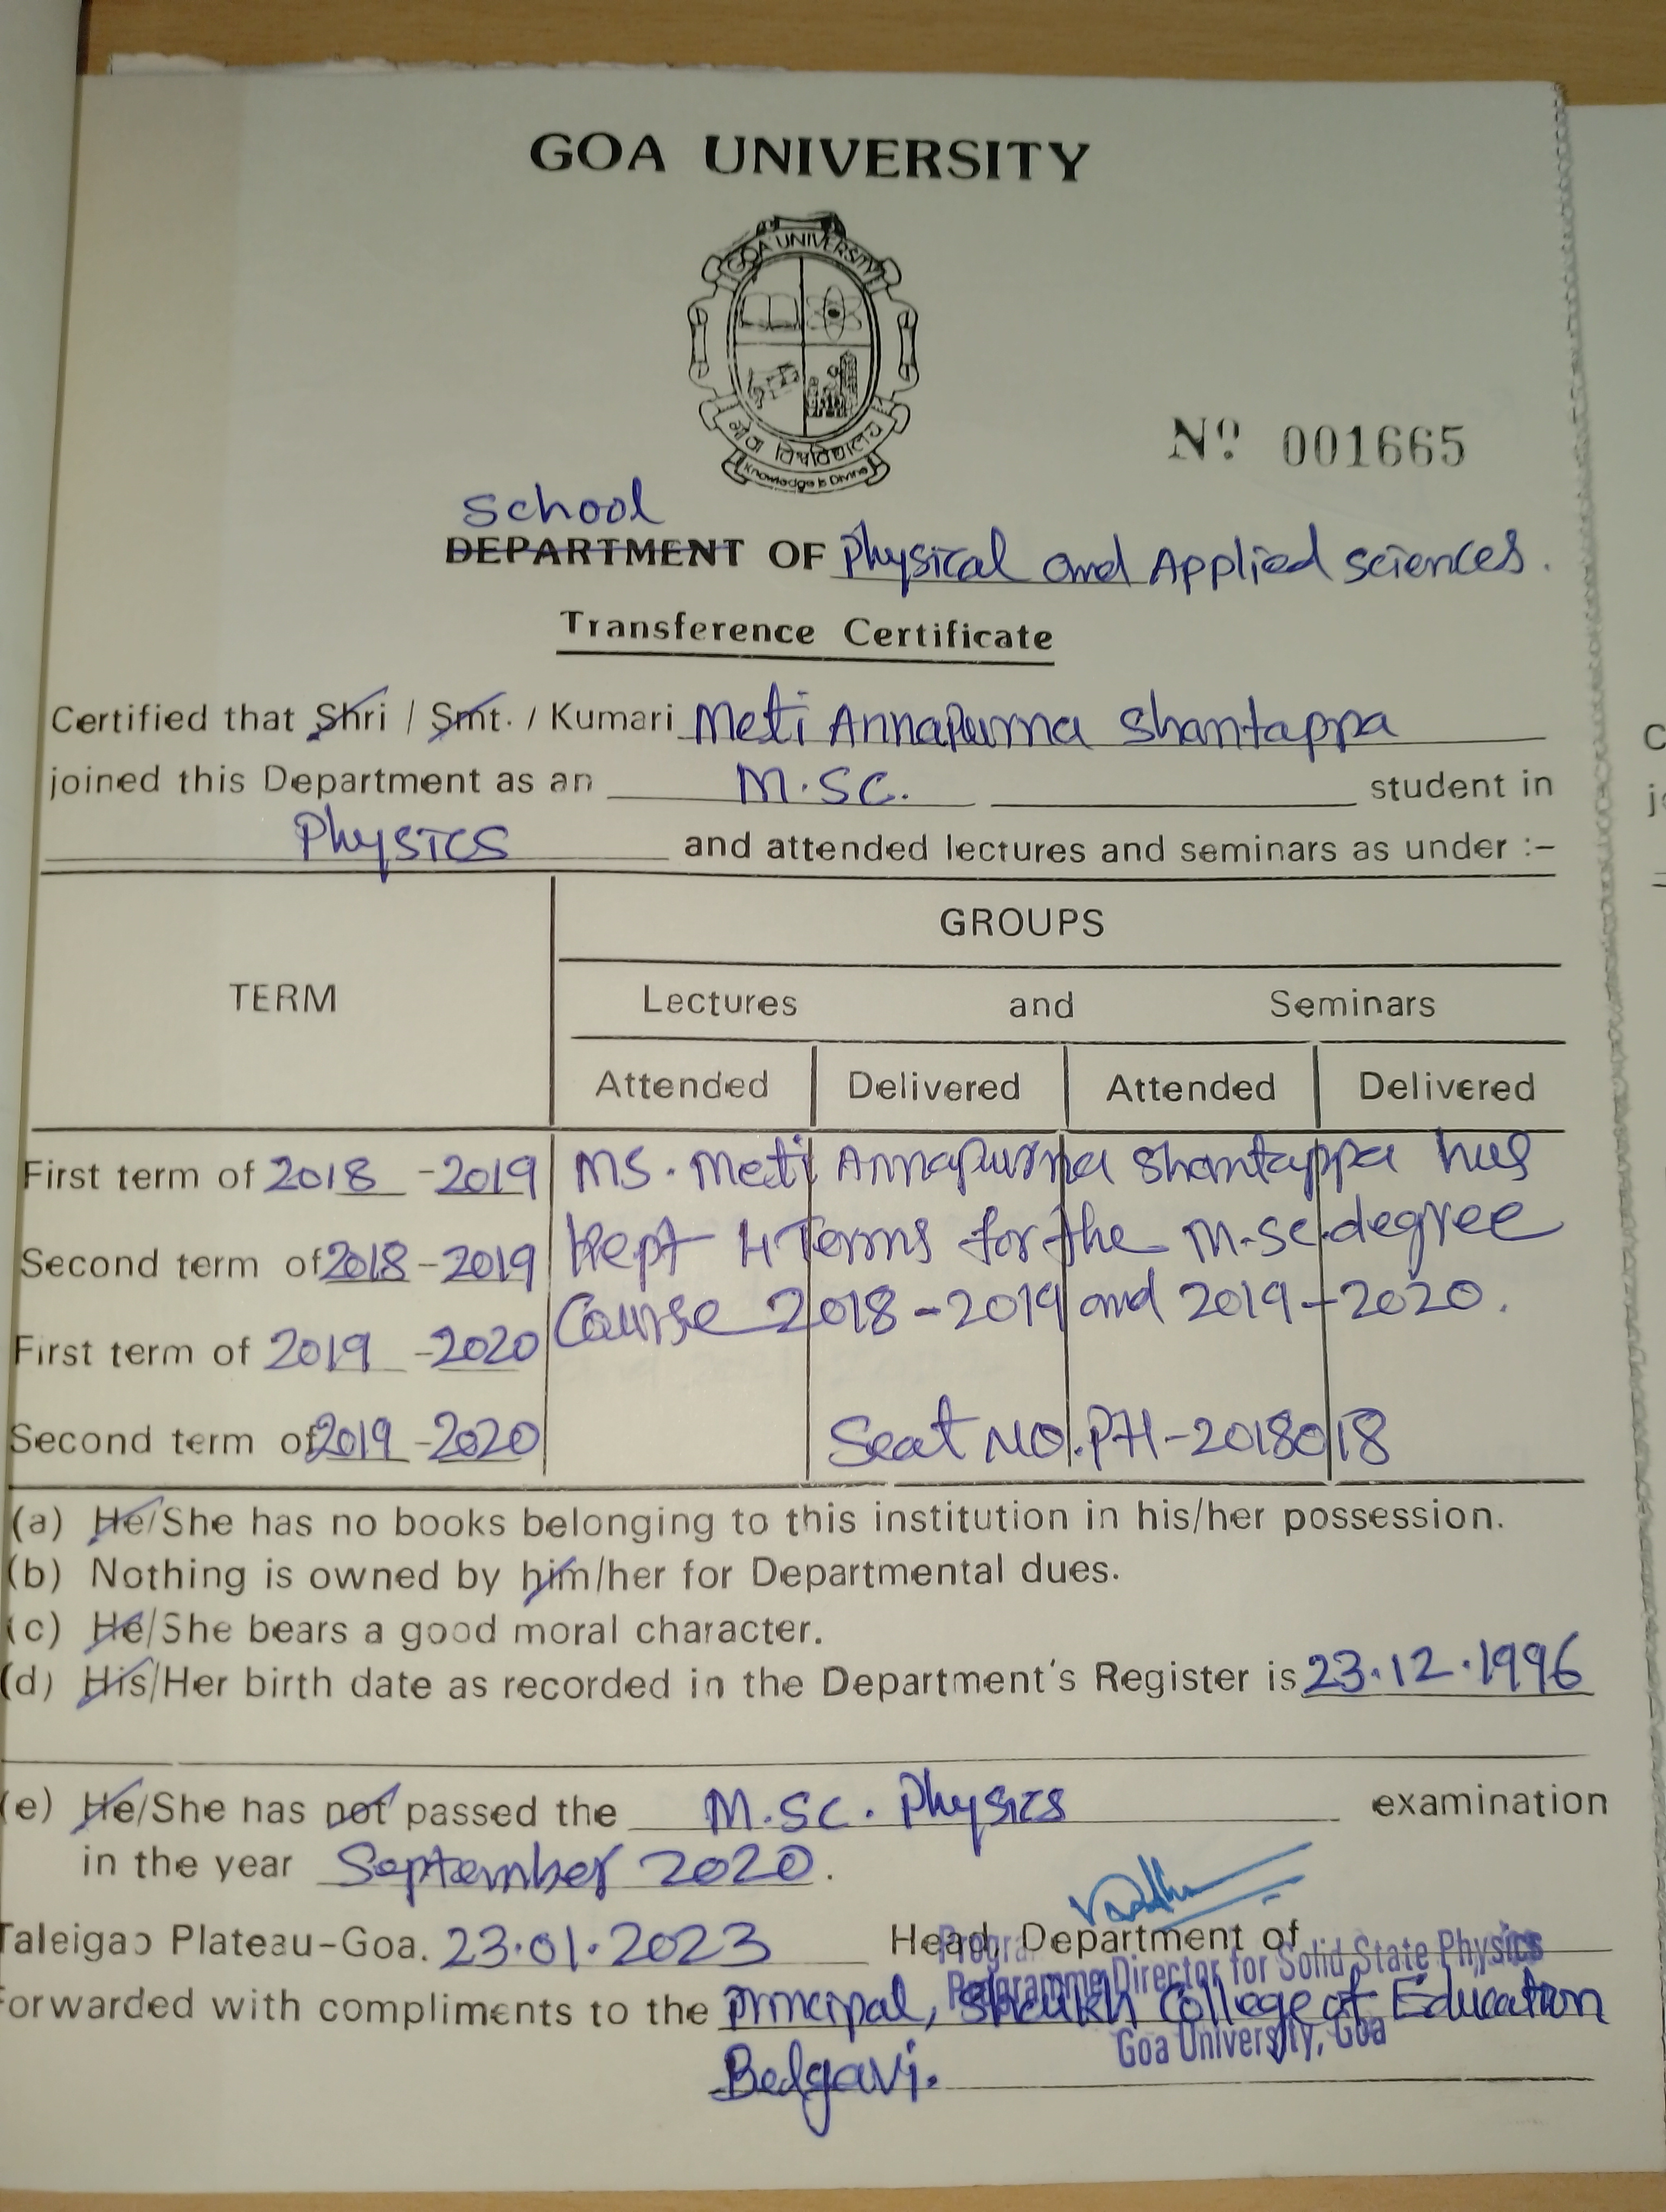 GOA UNIVERSITY
GOA UNIVERSITY
गोंय विश्वविद्यालय
Knowledge is Divine
Nº 001665
School
DEPARTMENT OF Physical and Applied Sciences.
Transference Certificate
Certified that Shri / Smt. / Kumari Meti Annapurna Shantappa
joined this Department as an M.Sc. student in
Physics and attended lectures and seminars as under :-
GROUPS
TERM
Lectures and Seminars
Attended Delivered Attended Delivered
First term of 2018 -2019 MS. Meti Annapurna Shantappa has
Second term of 2018 -2019 Kept 4 Terms for the M.Sc. degree
Course 2018 -2019 and 2019 -2020.
First term of 2019 -2020
Second term of 2019 -2020 Seat NO. PH-2018018
(a) He/She has no books belonging to this institution in his/her possession.
(b) Nothing is owned by him/her for Departmental dues.
(c) He/She bears a good moral character.
(d) His/Her birth date as recorded in the Department's Register is 23.12.1996
(e) He/She has not passed the M.Sc. Physics examination
in the year September 2020.
Taleigao Plateau-Goa. 23.01.2023 Head, Department of
Programme Director for Solid State Physics
Forwarded with compliments to the principal, College of Education
Goa University, Goa
Belgavi.